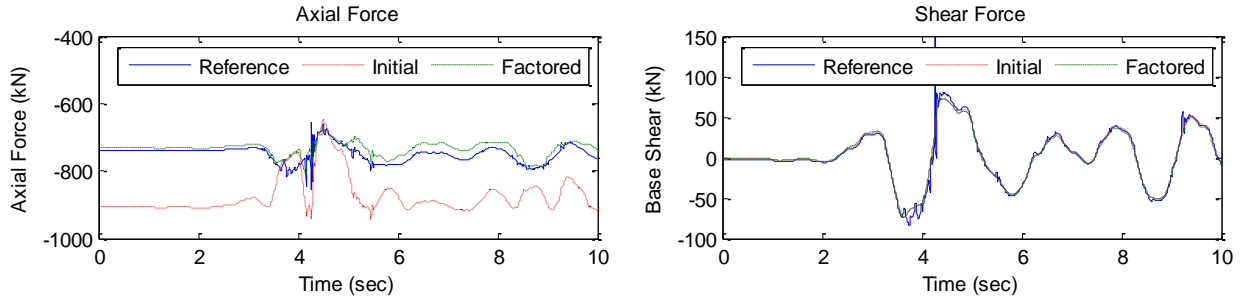 Axial Force
-400
-600
-800
-1000
Axial Force (kN)
Reference Initial Factored
0 2 4 6 8 10
Time (sec)
Shear Force
150
100
50
0
-50
-100
Base Shear (kN)
Reference Initial Factored
0 2 4 6 8 10
Time (sec)